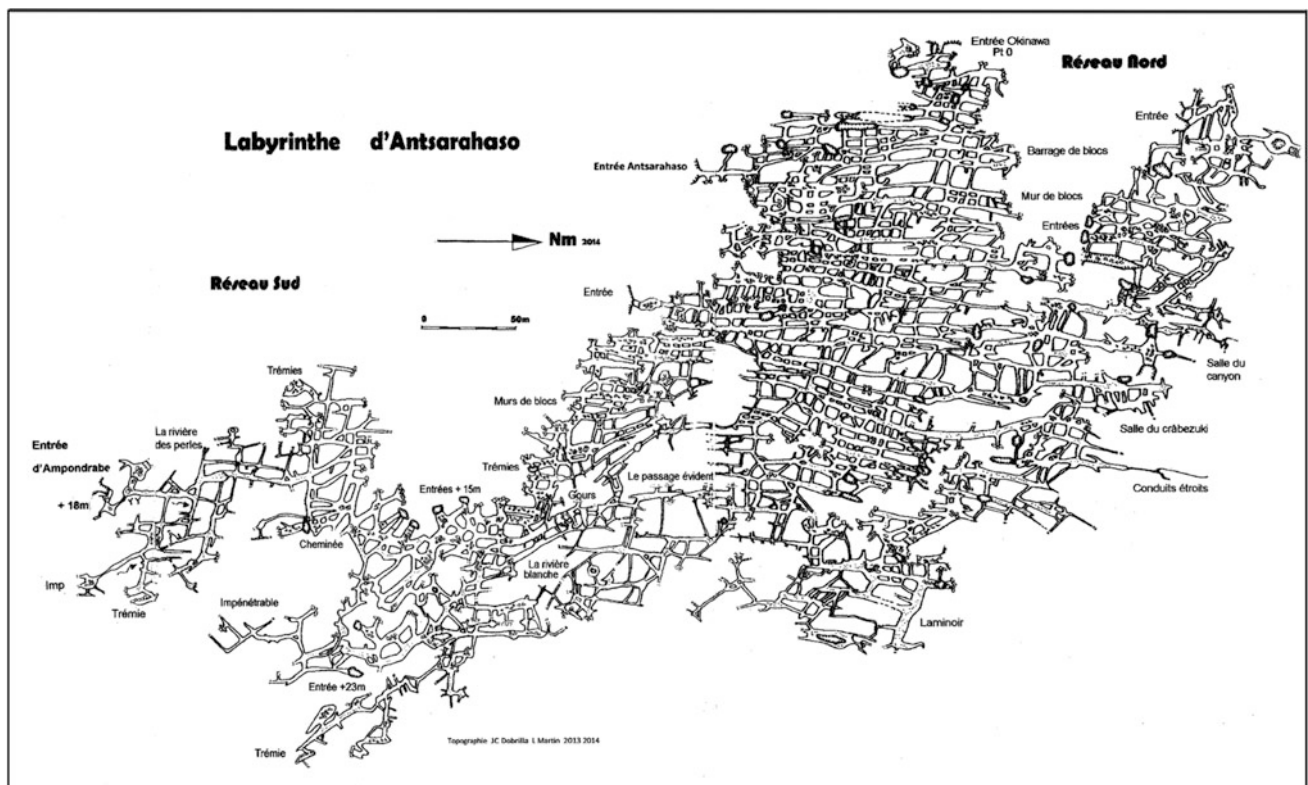 Entrée Okinawa
Pt 0
Réseau Nord
Entrée
Labyrinthe d'Antsarahaso
Barrage de blocs
Entrée Antsarahaso
Mur de blocs
Entrées
Nm 2014
Réseau Sud
Entrée
0 50m
Salle du
canyon
Trémies
Murs de blocs
Salle du crâbezuki
La rivière
des perles
Entrée
d'Ampondrabe
+ 18m
Trémies
Le passage évident
Conduits étroits
Entrées + 15m
Gours
Cheminée
La rivière
blanche
Imp
Trémie
Impénétrable
Laminoir
Entrée +23m
Trémie
Topographie JC Dobrilla L Martin 2013 2014